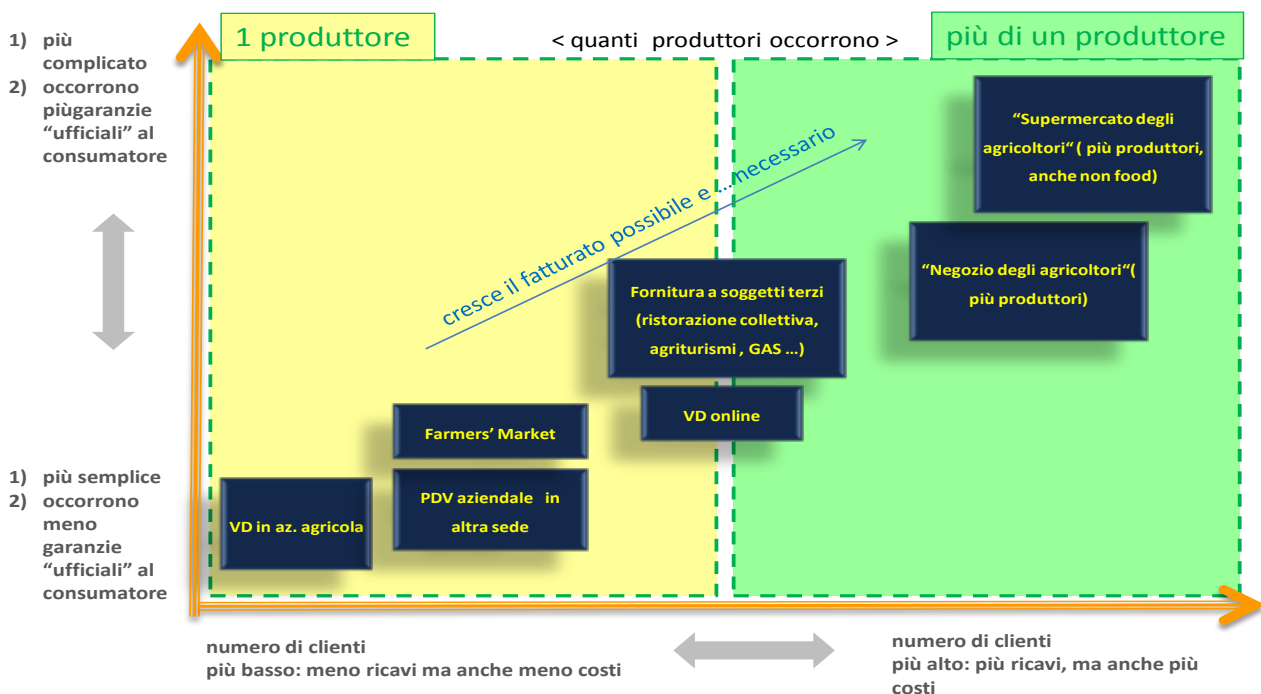 1 produttore
< quanti produttori occorrono >
più di un produttore
1) più
complicato
2) occorrono
piùgaranzie
“ufficiali” al
consumatore
“Supermercato degli
agricoltori“ ( più produttori,
anche non food)
cresce il fatturato possibile e ... necessario
“Negozio degli agricoltori“(
più produttori)
Fornitura a soggetti terzi
(ristorazione collettiva,
agriturismi , GAS ...)
VD online
Farmers’ Market
PDV aziendale in
altra sede
VD in az. agricola
1) più semplice
2) occorrono
meno
garanzie
“ufficiali” al
consumatore
numero di clienti
più basso: meno ricavi ma anche meno costi
numero di clienti
più alto: più ricavi, ma anche più
costi